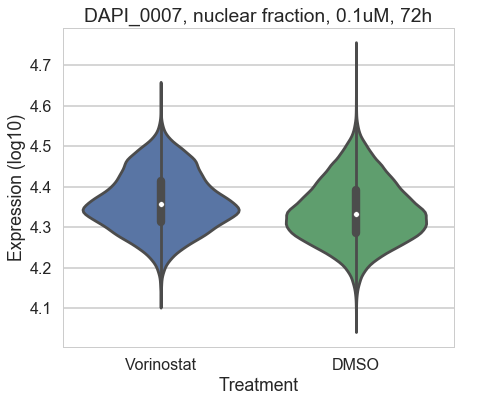 DAPI_0007, nuclear fraction, 0.1uM, 72h
Expression (log10)
4.7
4.6
4.5
4.4
4.3
4.2
4.1
Vorinostat DMSO
Treatment